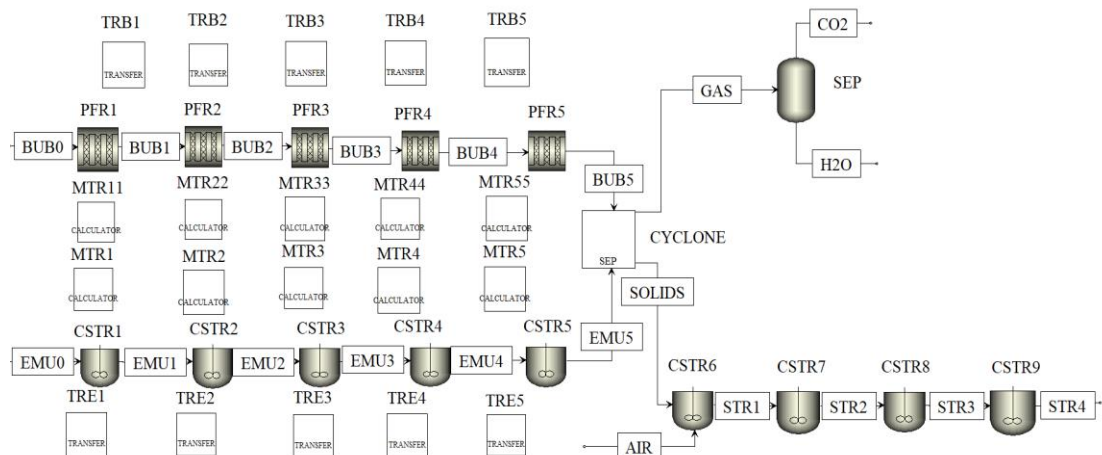 TRB1 TRB2 TRB3 TRB4 TRB5
TRANSFER TRANSFER TRANSFER TRANSFER TRANSFER
CO2
SEP
GAS
H2O
PFR1 PFR2 PFR3 PFR4 PFR5
BUB0 BUB1 BUB2 BUB3 BUB4
BUB5
MTR11 MTR22 MTR33 MTR44 MTR55
CALCULATOR CALCULATOR CALCULATOR CALCULATOR CALCULATOR
CYCLONE
SEP
MTR1 MTR2 MTR3 MTR4 MTR5
CALCULATOR CALCULATOR CALCULATOR CALCULATOR CALCULATOR
SOLIDS
CSTR1 CSTR2 CSTR3 CSTR4 CSTR5
EMU0 EMU1 EMU2 EMU3 EMU4
EMU5
CSTR6 CSTR7 CSTR8 CSTR9
STR1 STR2 STR3 STR4
AIR
TRE1 TRE2 TRE3 TRE4 TRE5
TRANSFER TRANSFER TRANSFER TRANSFER TRANSFER